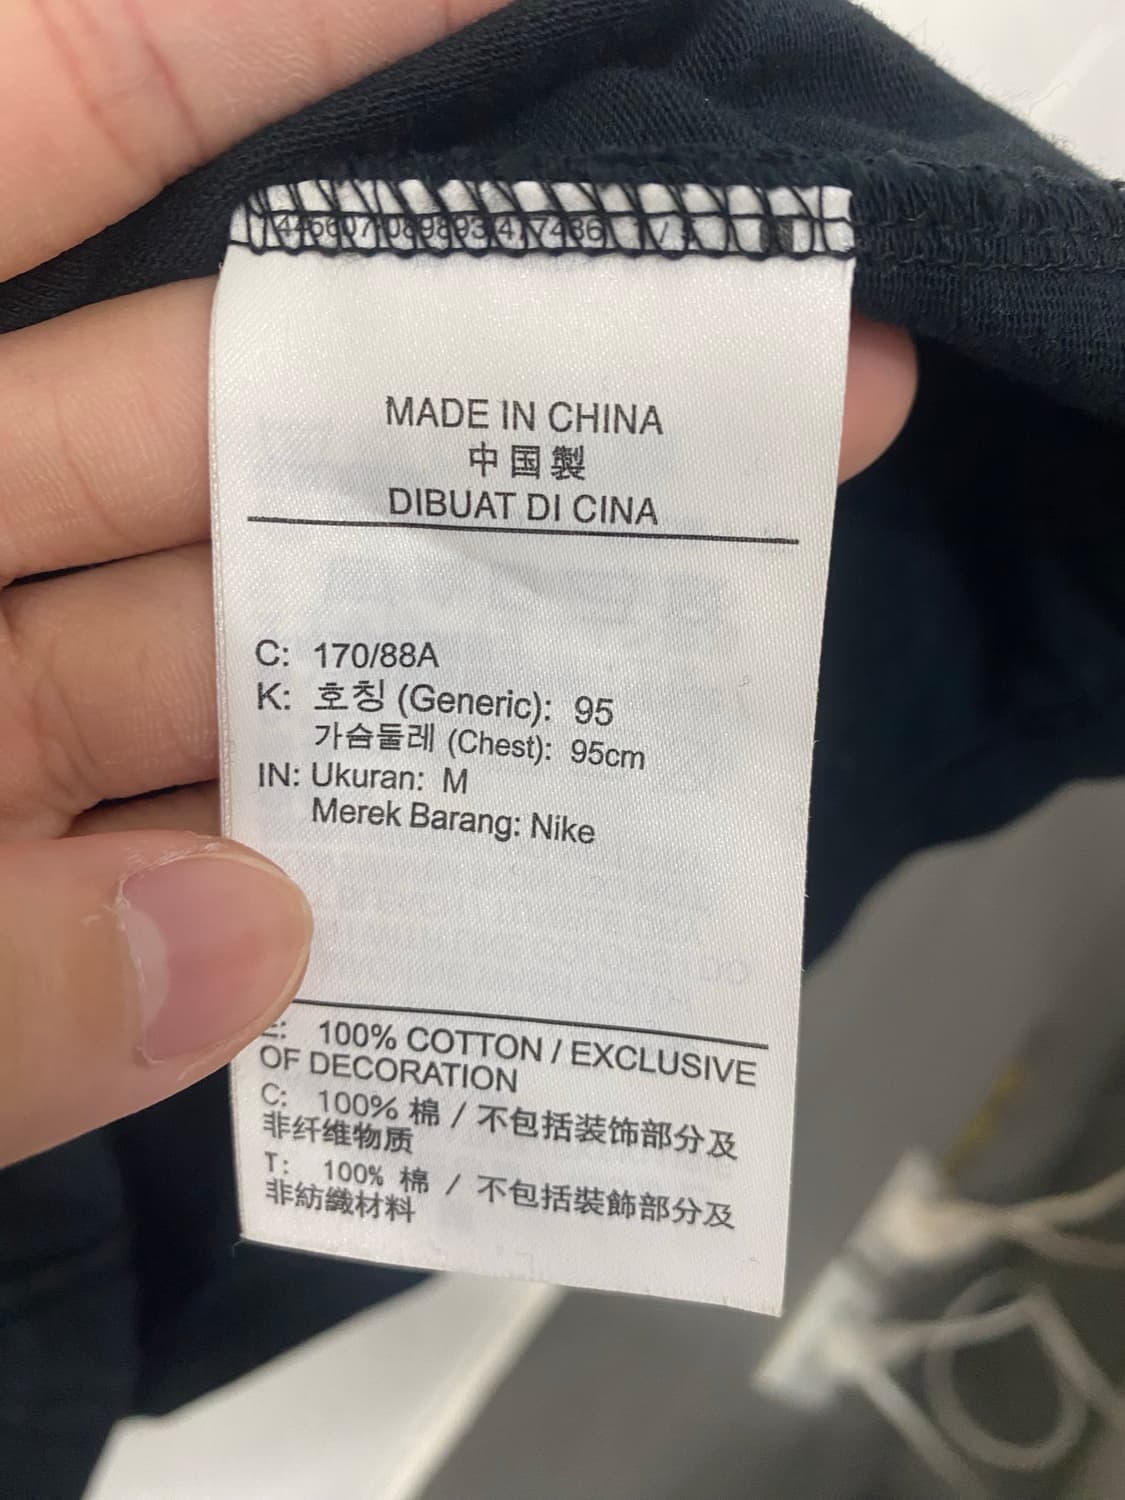 MADE IN CHINA
中国製
DIBUAT DI CINA
C: 170/88A
K: 호칭 (Generic): 95
가슴둘레 (Chest): 95cm
IN: Ukuran: M
Merek Barang: Nike
E: 100% COTTON / EXCLUSIVE
OF DECORATION
C: 100% 棉 / 不包括装饰部分及
非纤维物质
T: 100% 棉 / 不包括裝飾部分及
非紡織材料